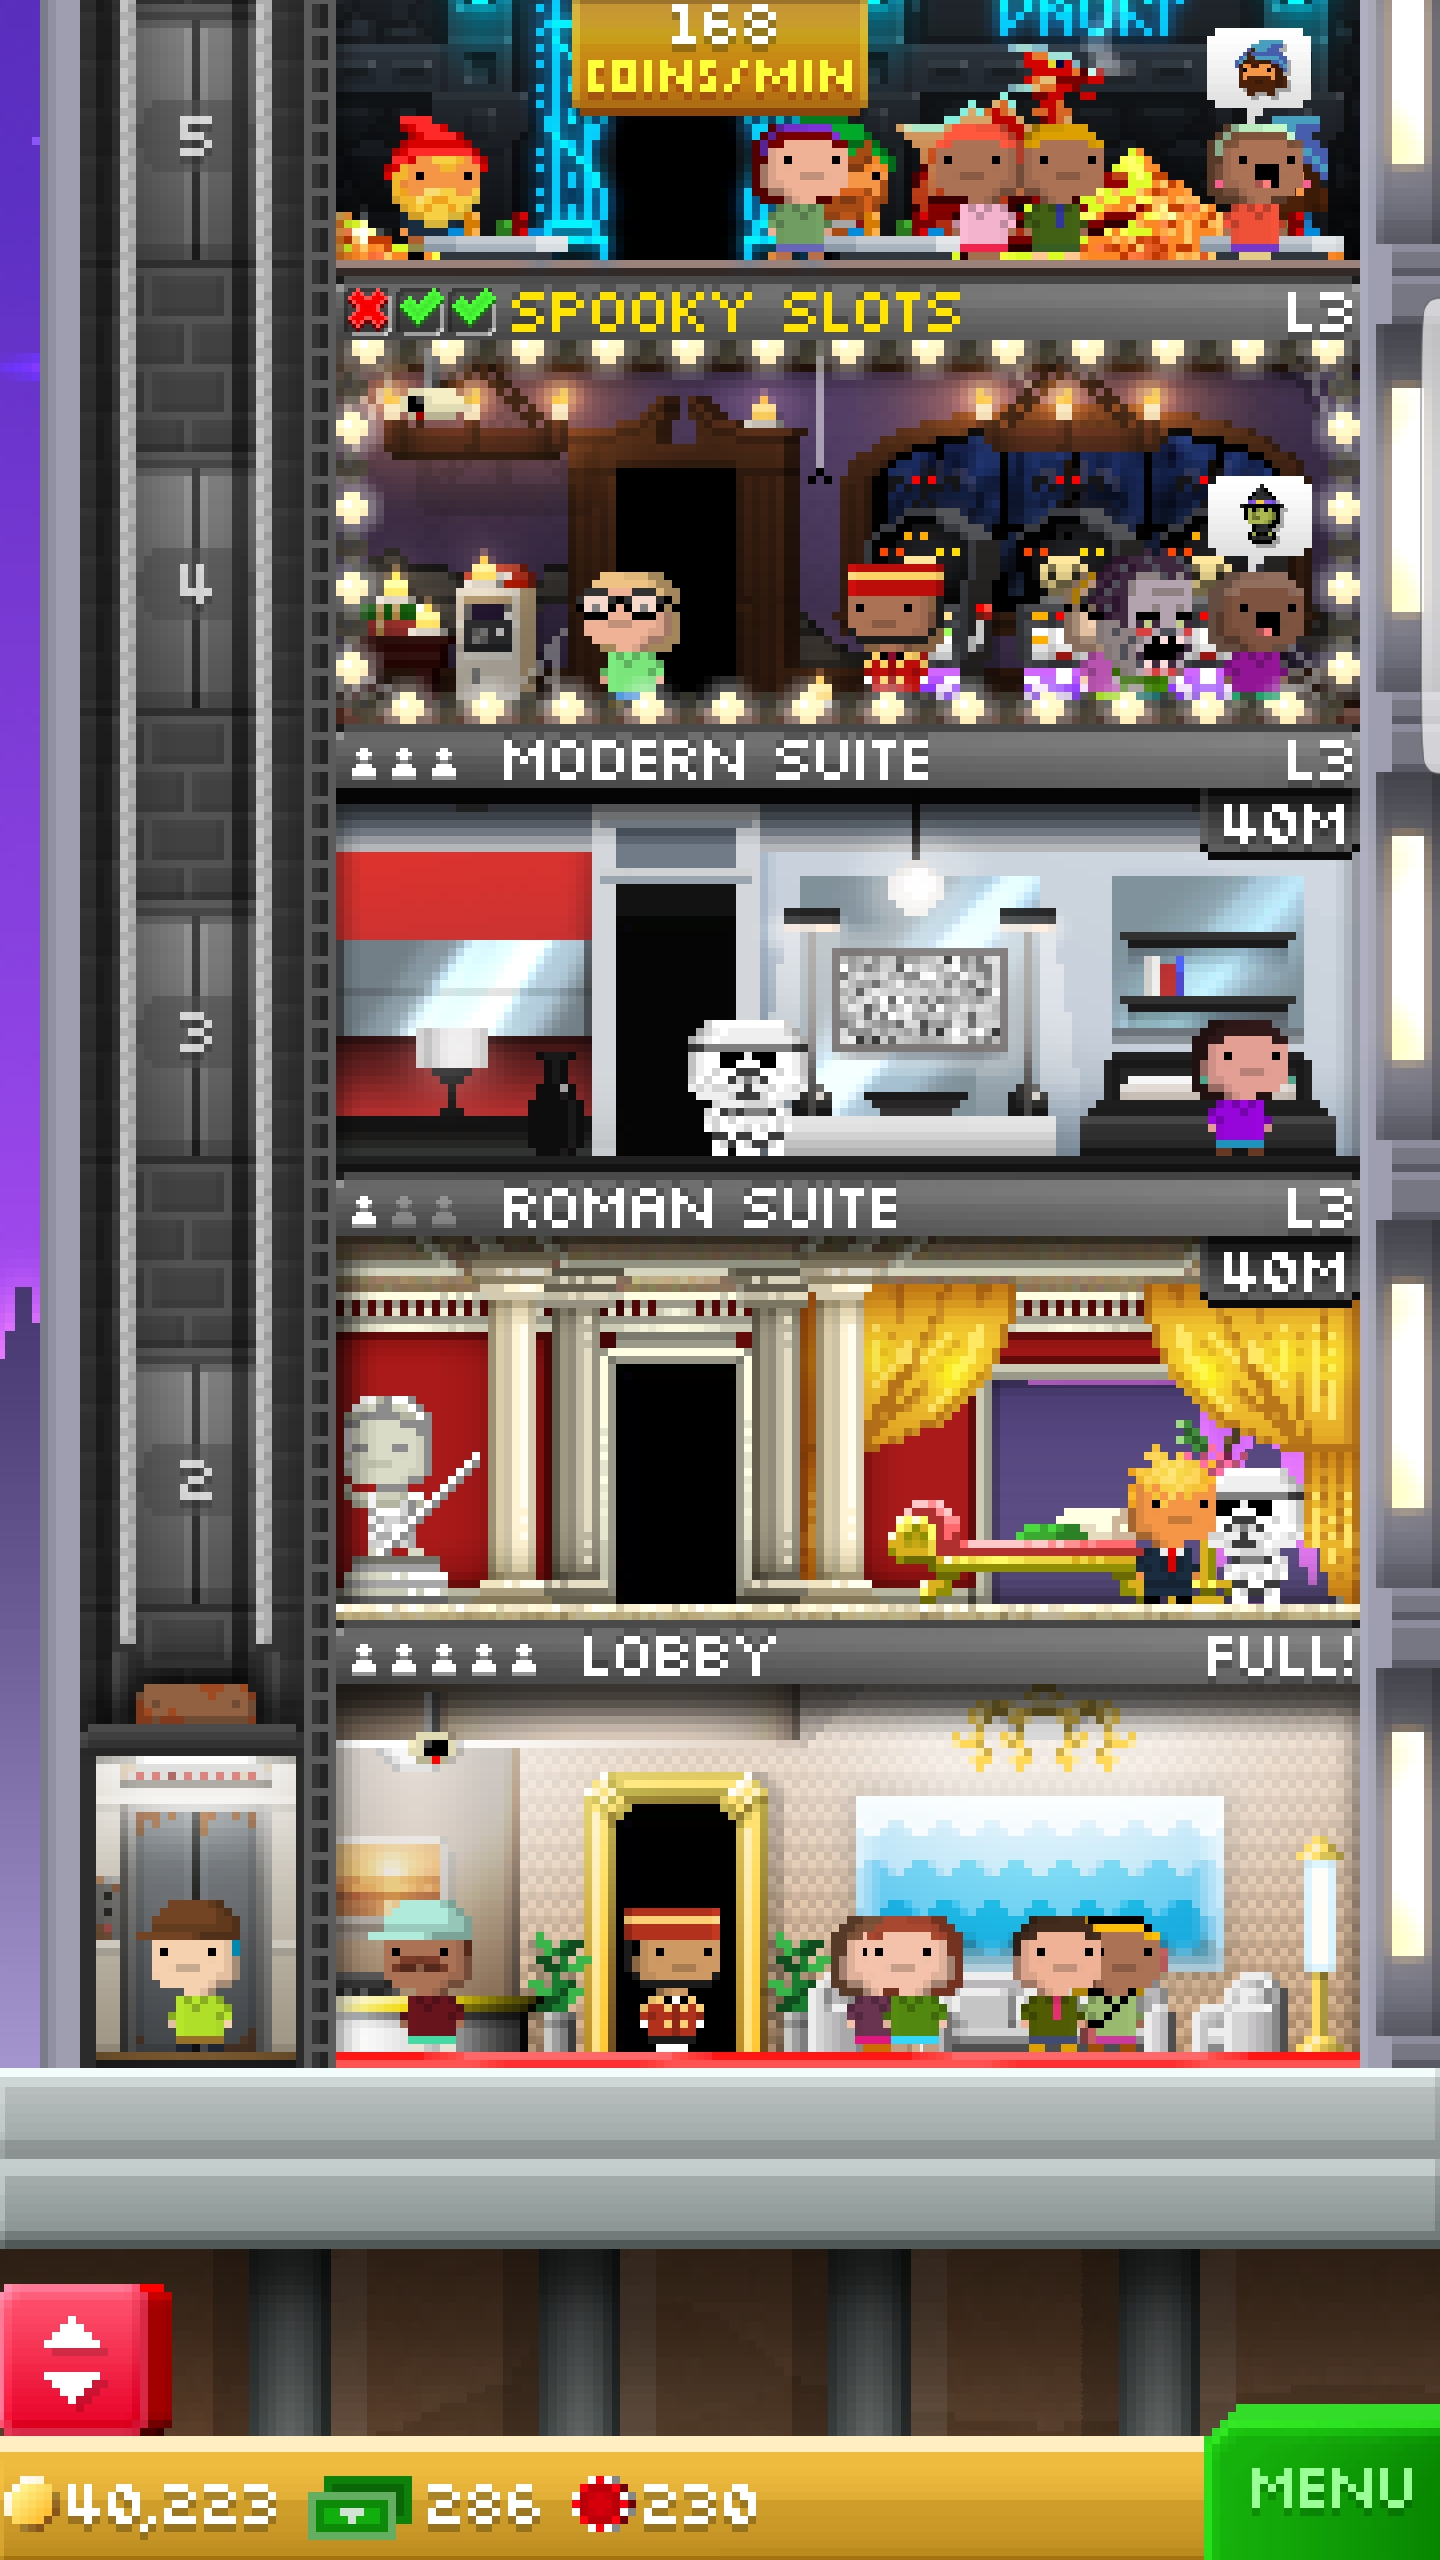 168
COINS/MIN
5
SPOOKY SLOTS L3
4
MODERN SUITE L3
40M
3
ROMAN SUITE L3
40M
2
LOBBY FULL!
40,223 286 230
MENU